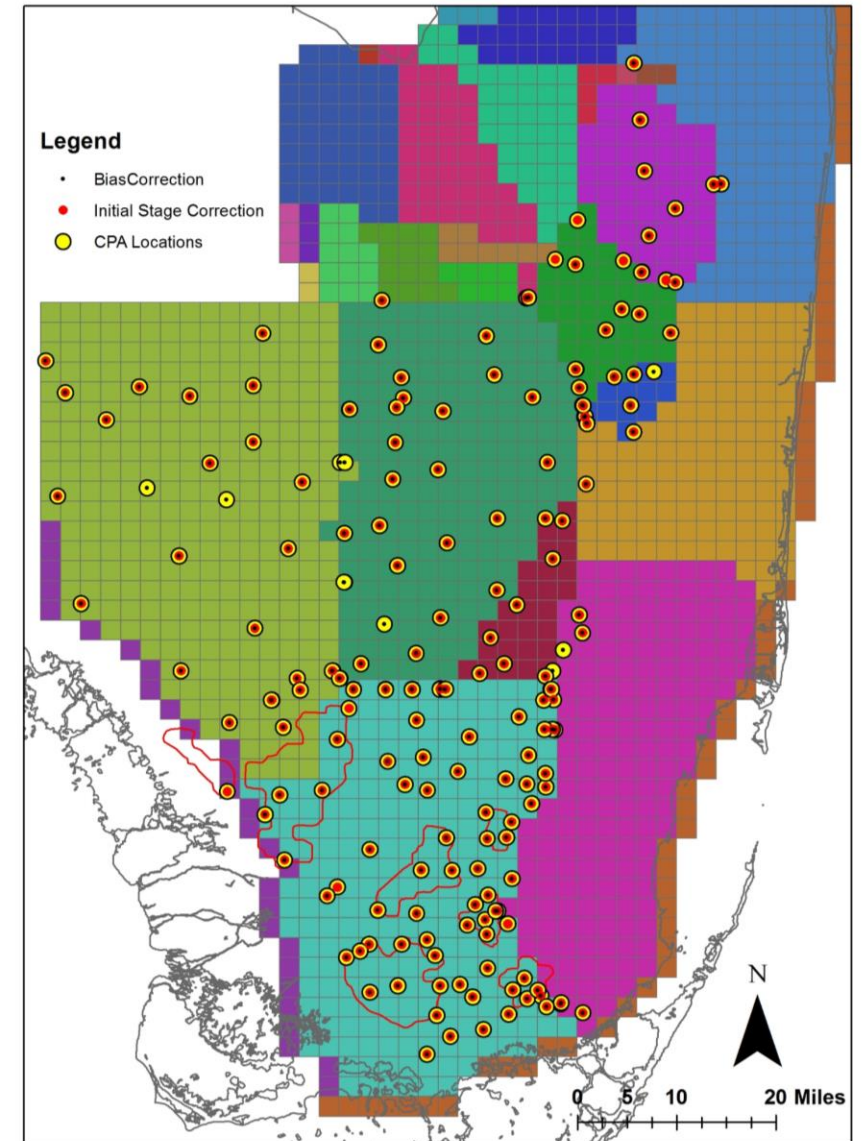 Legend
BiasCorrection
Initial Stage Correction
CPA Locations
N
0 5 10 20 Miles